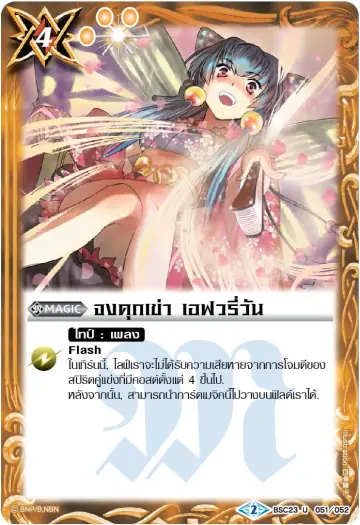 4
MAGIC จงคุกเข่า เอฟวรี่วัน
ไทป์ : เพลง
Flash
ในเทิร์นนี้, ไลฟ์เราจะไม่ได้รับความเสียหายจากการโจมตีของ
สปิริตคู่แข่งที่มีคอสต์ตั้งแต่ 4 ขึ้นไป.
หลังจากนั้น, สามารถนำการ์ดเมจิคนี้ไปวางบนฟิลด์เราได้.
Illustration
©BNP/B.NBN
2 BSC23 U 051/052